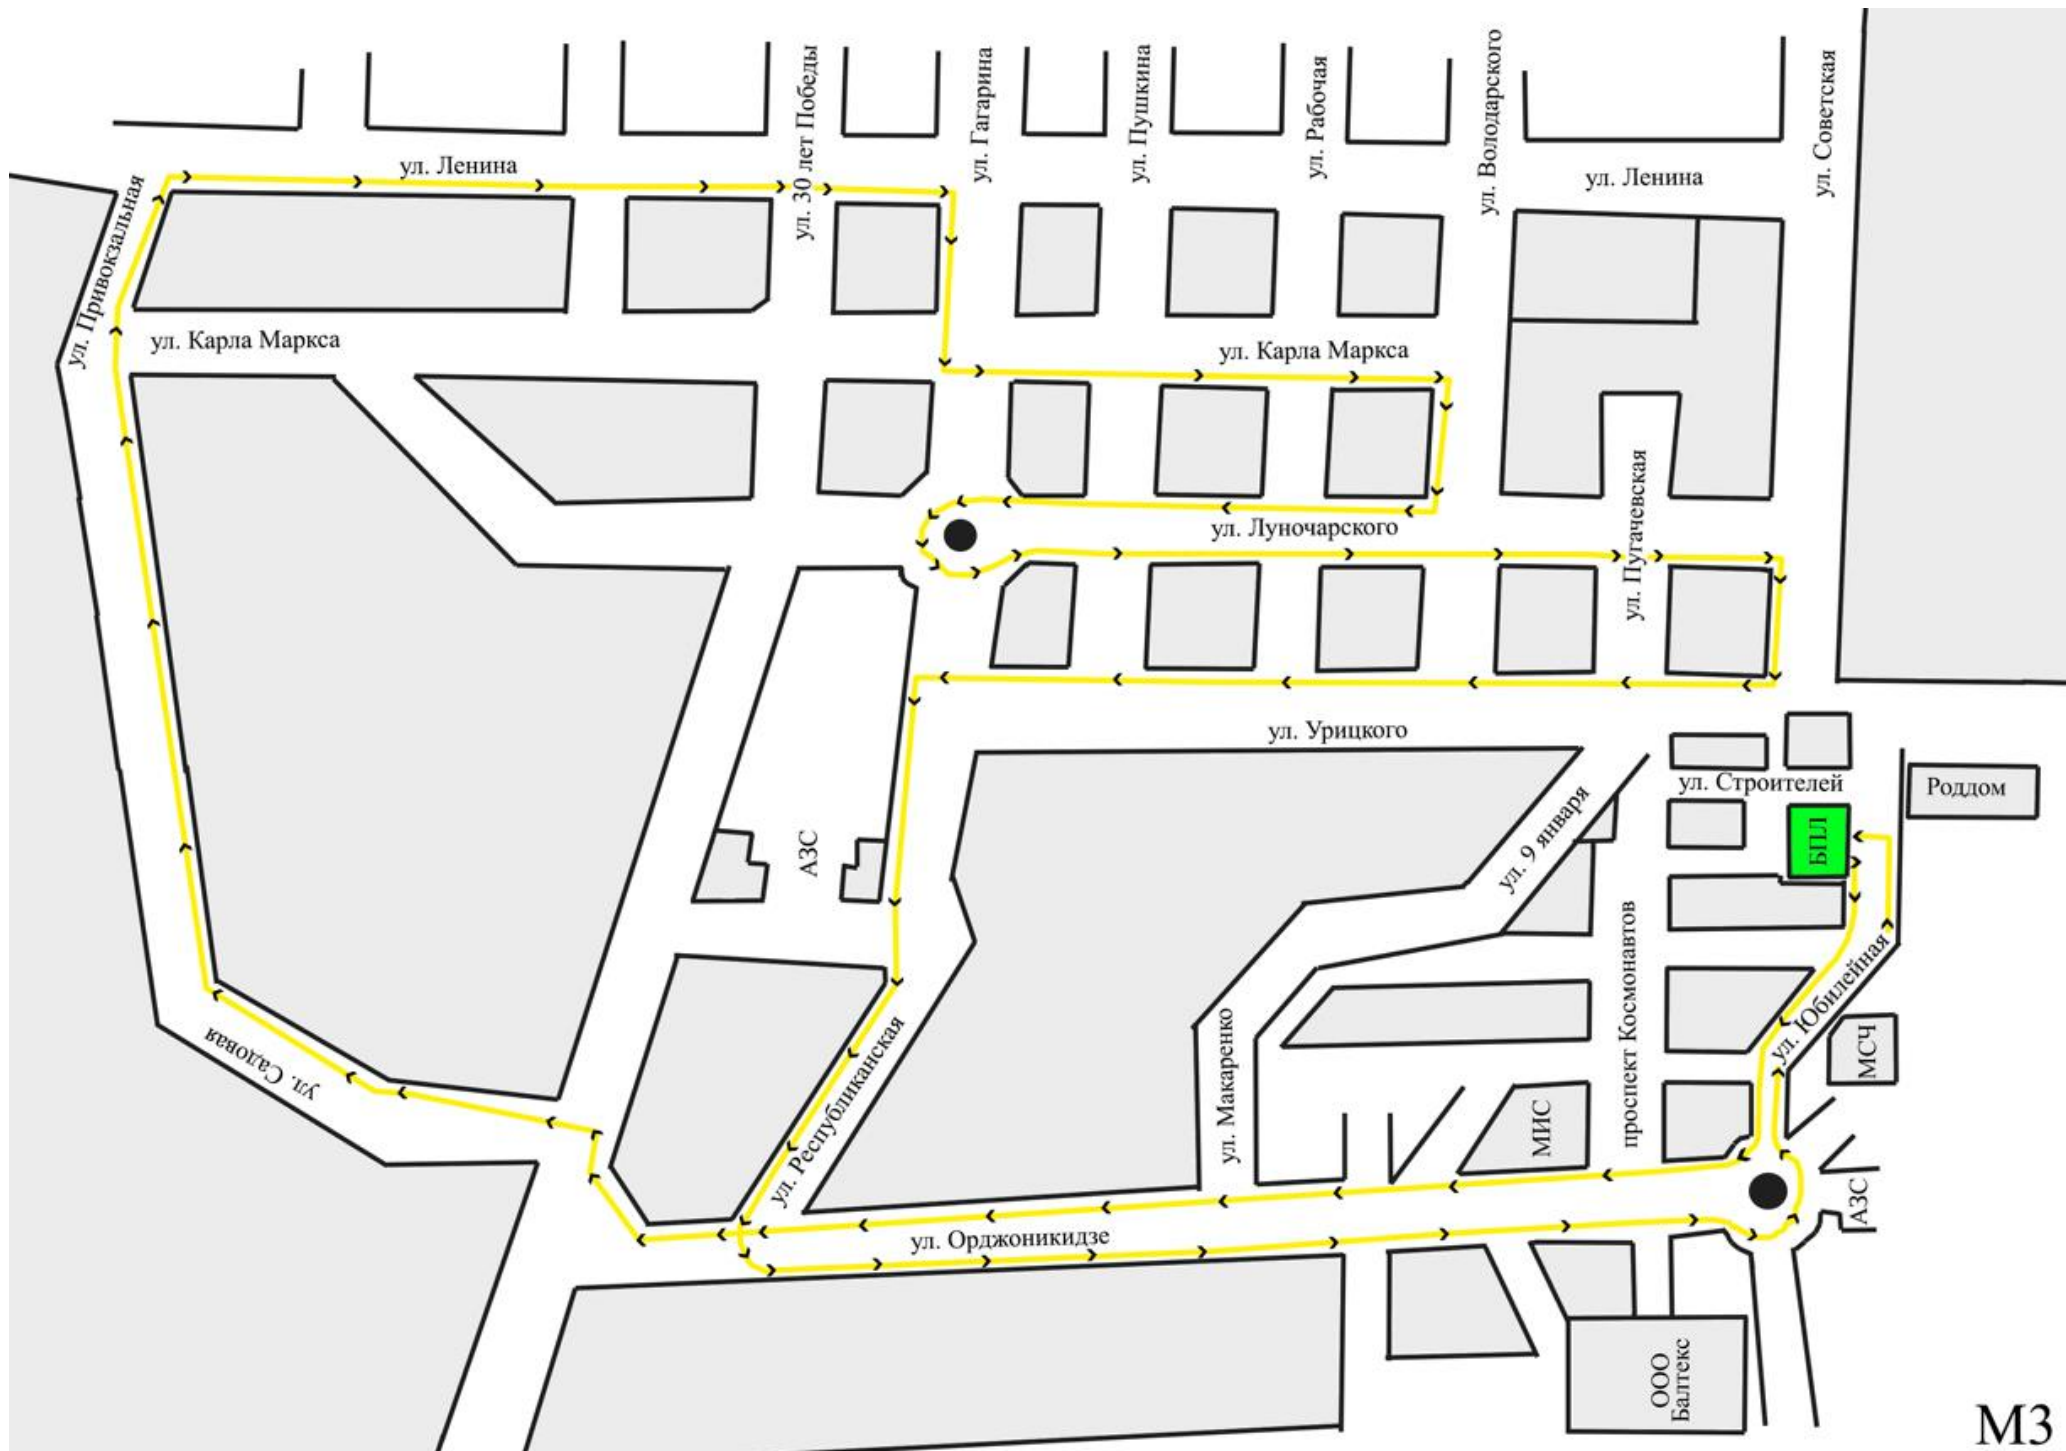 ул. 30 лет Победы
ул. Гагарина
ул. Пушкина
ул. Рабочая
ул. Володарского
ул. Советская
ул. Ленина
ул. Ленина
ул. Привокзальная
ул. Карла Маркса
ул. Карла Маркса
ул. Луночарского
ул. Пугачевская
ул. Урицкого
ул. Строителей
Роддом
АЗС
ул. 9 января
БПЛ
проспект Космонавтов
ул. Юбилейная
ул. Садовая
ул. Республиканская
ул. Макаренко
МСЧ
МИС
АЗС
ул. Орджоникидзе
ООО
Балтекс
М3